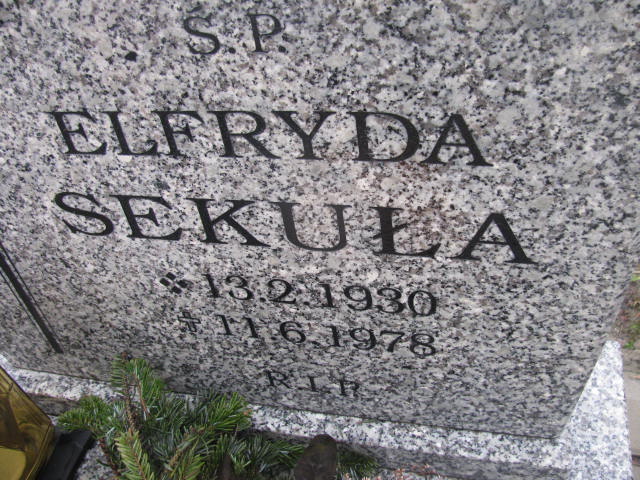 S.P.
ELFRYDA
SEKUŁA
13.2.1930
† 11.6.1978
R.I.P.